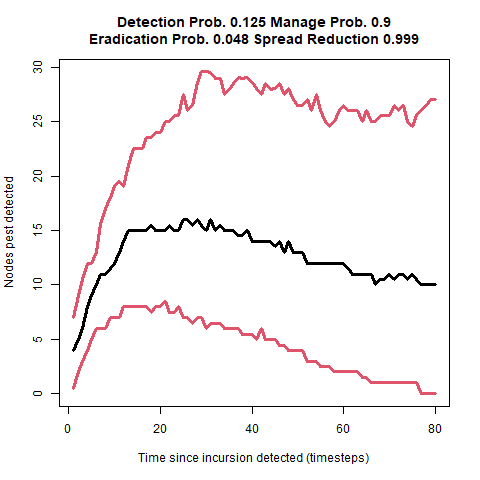 Detection Prob. 0.125 Manage Prob. 0.9
Eradication Prob. 0.048 Spread Reduction 0.999
Nodes pest detected
30
25
20
15
10
5
0
0 20 40 60 80
Time since incursion detected (timesteps)